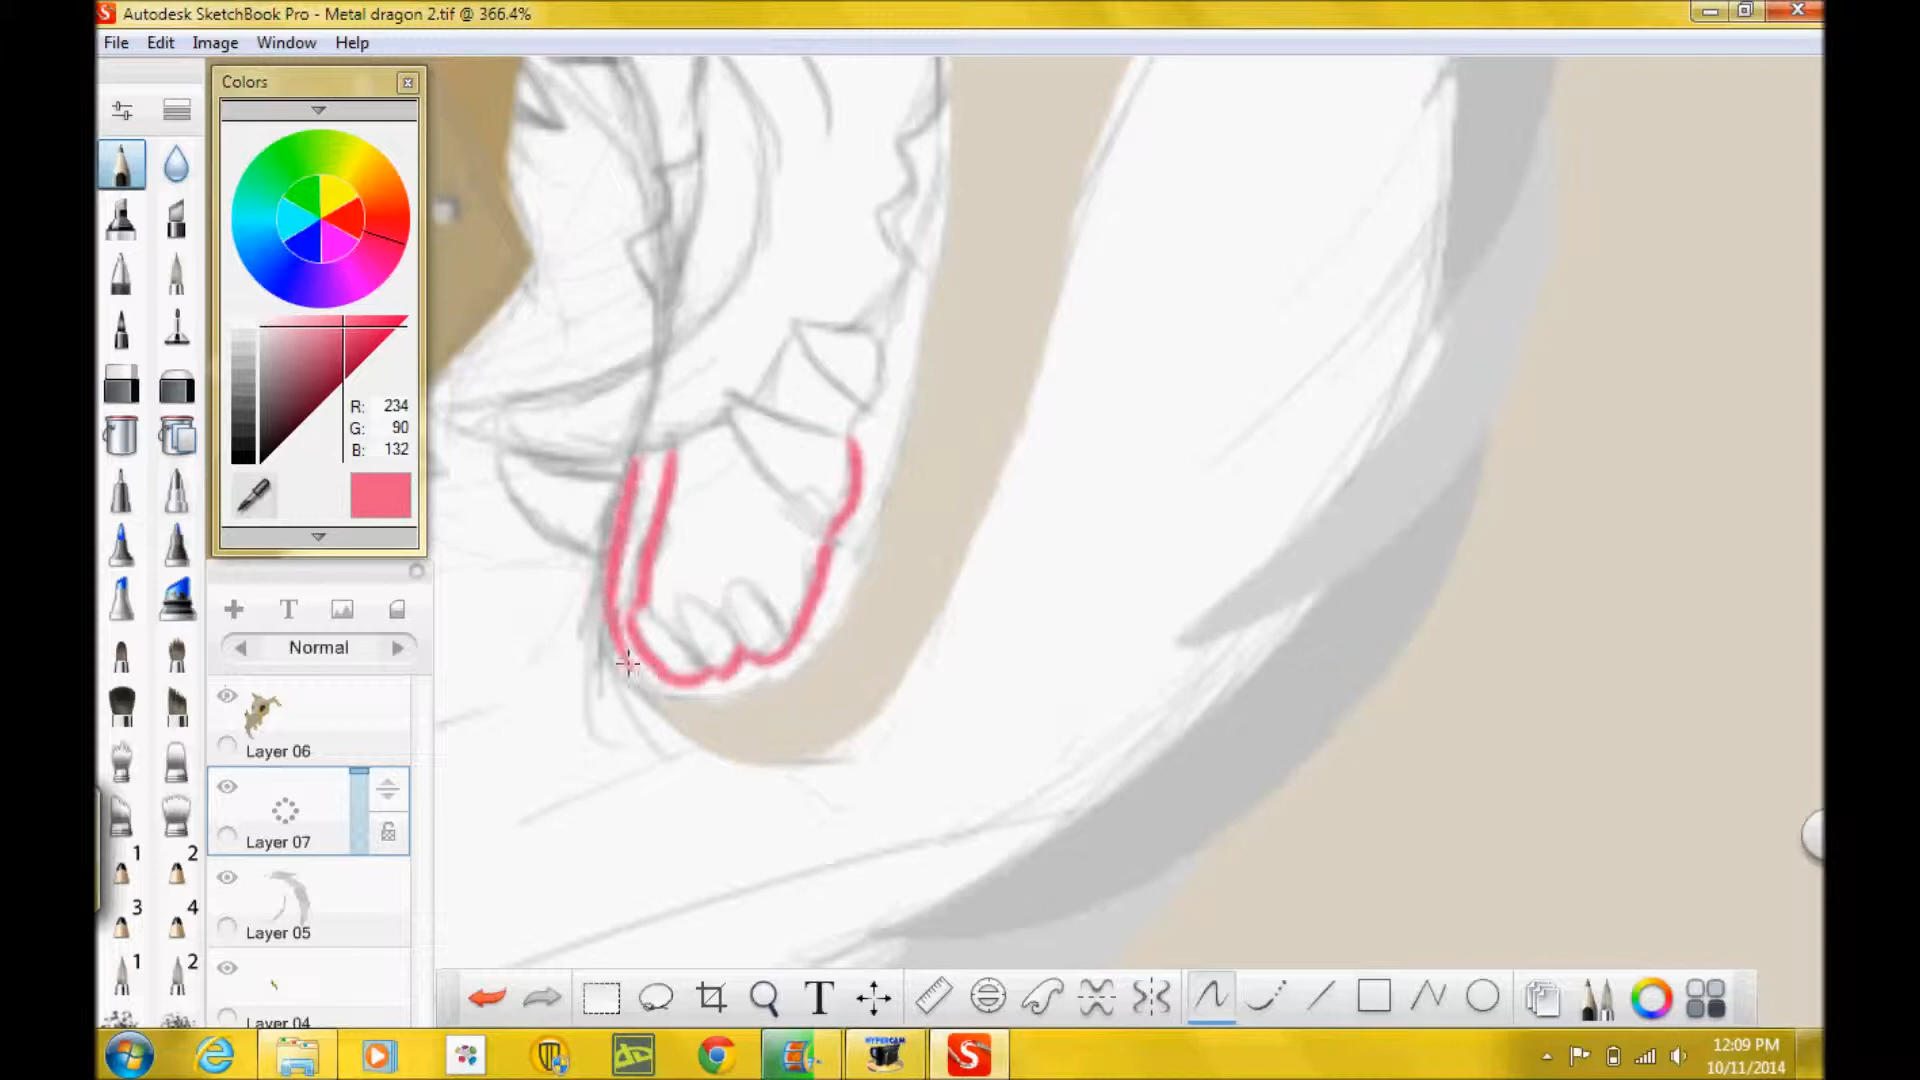 Autodesk SketchBook Pro - Metal dragon 2.tif @ 366.4%
File Edit Image Window Help
Colors
R: 234
G: 90
B: 132
T
Normal
Layer 06
Layer 07
Layer 05
Layer 04
1 2
3 4
1 2
T
HYPERCAM
S
12:09 PM
10/11/2014